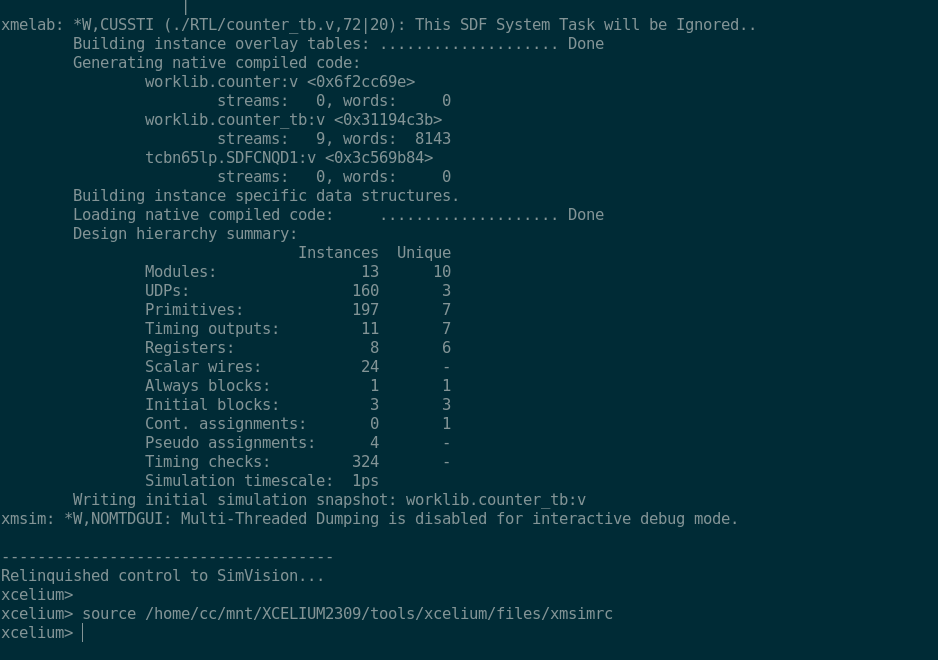 |
xmelab: *W,CUSSTI (./RTL/counter_tb.v,72|20): This SDF System Task will be Ignored..
        Building instance overlay tables: .................... Done
        Generating native compiled code:
                worklib.counter:v <0x6f2cc69e>
                        streams:   0, words:     0
                worklib.counter_tb:v <0x31194c3b>
                        streams:   9, words:  8143
                tcbn65lp.SDFCNQD1:v <0x3c569b84>
                        streams:   0, words:     0
        Building instance specific data structures.
        Loading native compiled code:     .................... Done
        Design hierarchy summary:
                                 Instances  Unique
                Modules:                13      10
                UDPs:                  160       3
                Primitives:            197       7
                Timing outputs:         11       7
                Registers:               8       6
                Scalar wires:           24       -
                Always blocks:           1       1
                Initial blocks:          3       3
                Cont. assignments:       0       1
                Pseudo assignments:      4       -
                Timing checks:         324       -
                Simulation timescale:  1ps
        Writing initial simulation snapshot: worklib.counter_tb:v
xmsim: *W,NOMTDGUI: Multi-Threaded Dumping is disabled for interactive debug mode.
-------------------------------------
Relinquished control to SimVision...
xcelium>
xcelium> source /home/cc/mnt/XCELIUM2309/tools/xcelium/files/xmsimrc
xcelium>